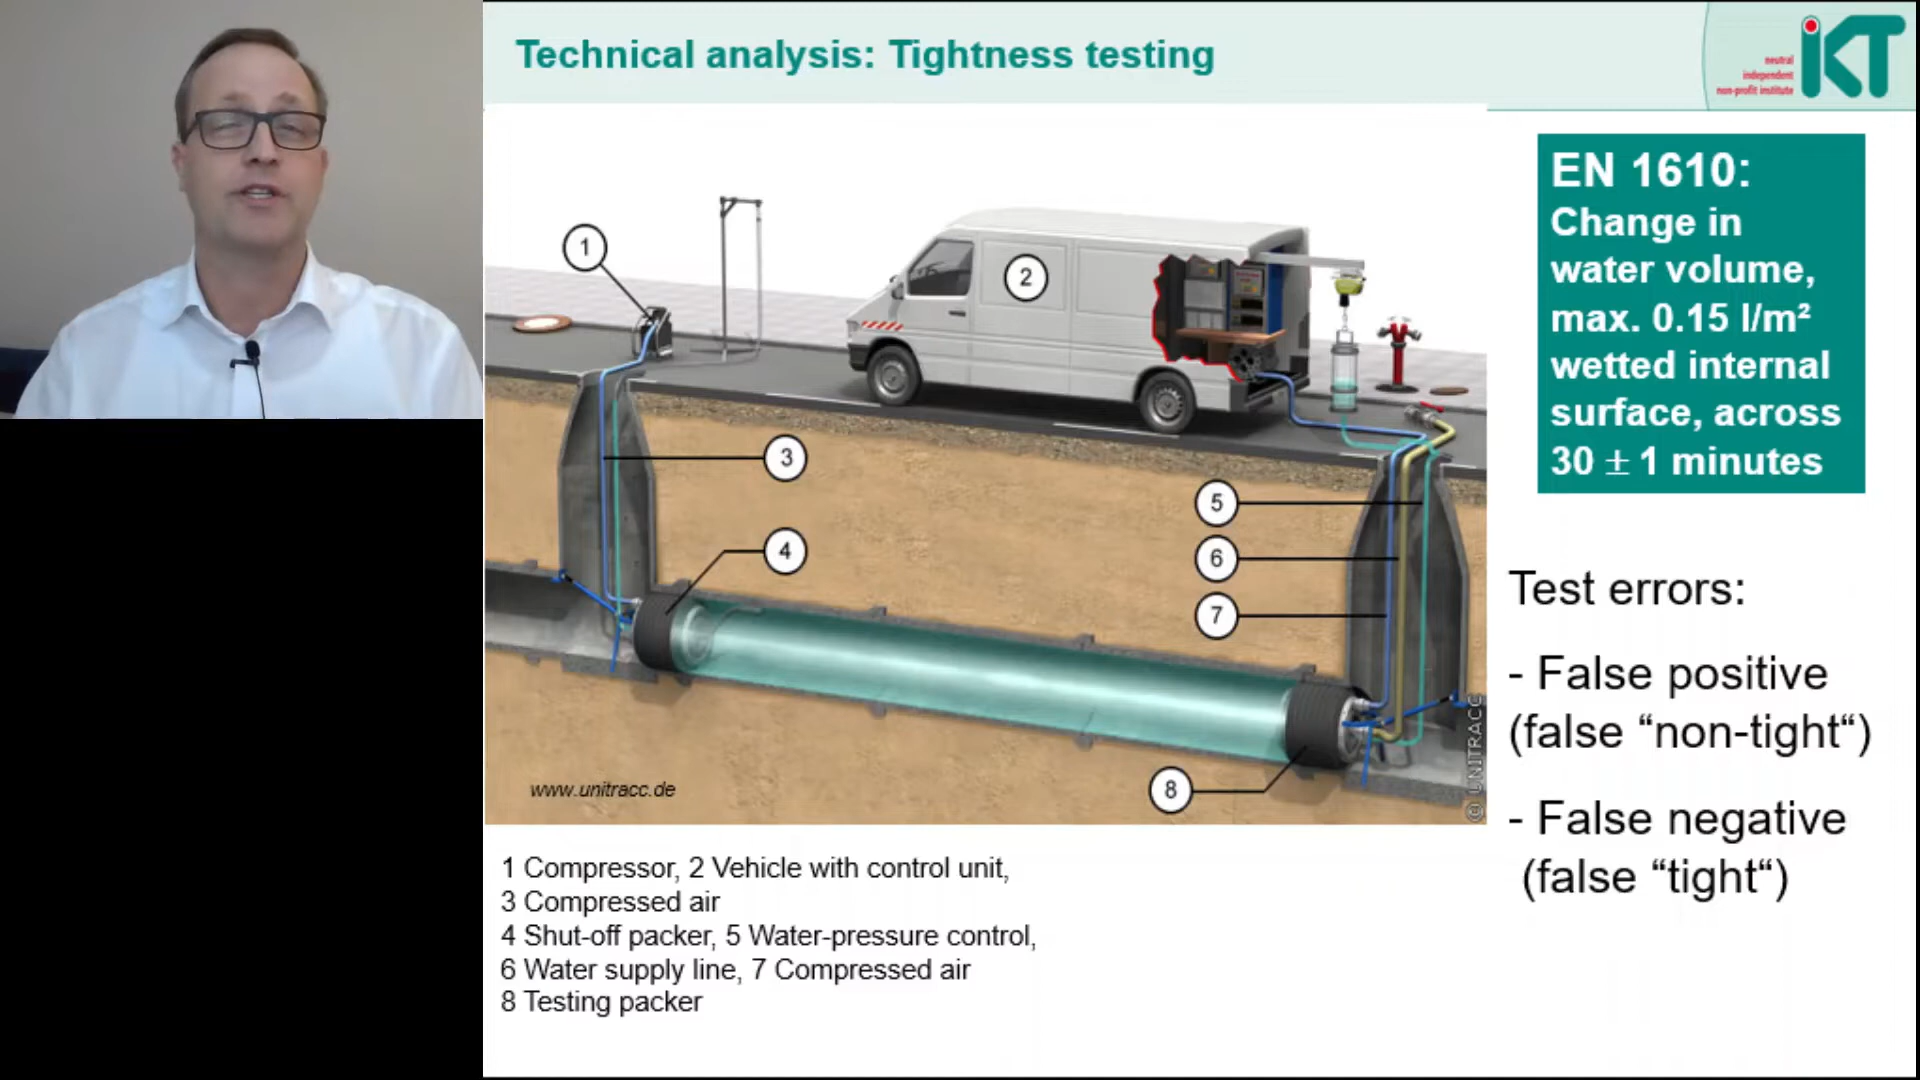 Technical analysis: Tightness testing
neutral
independent
non-profit institute
iKT
EN 1610:
Change in
water volume,
max. 0.15 l/m²
wetted internal
surface, across
30 ± 1 minutes
1
2
3
4
5
6
7
8
www.unitracc.de
© UNITRACC
Test errors:
- False positive
(false “non-tight“)
- False negative
(false “tight“)
1 Compressor, 2 Vehicle with control unit,
3 Compressed air
4 Shut-off packer, 5 Water-pressure control,
6 Water supply line, 7 Compressed air
8 Testing packer